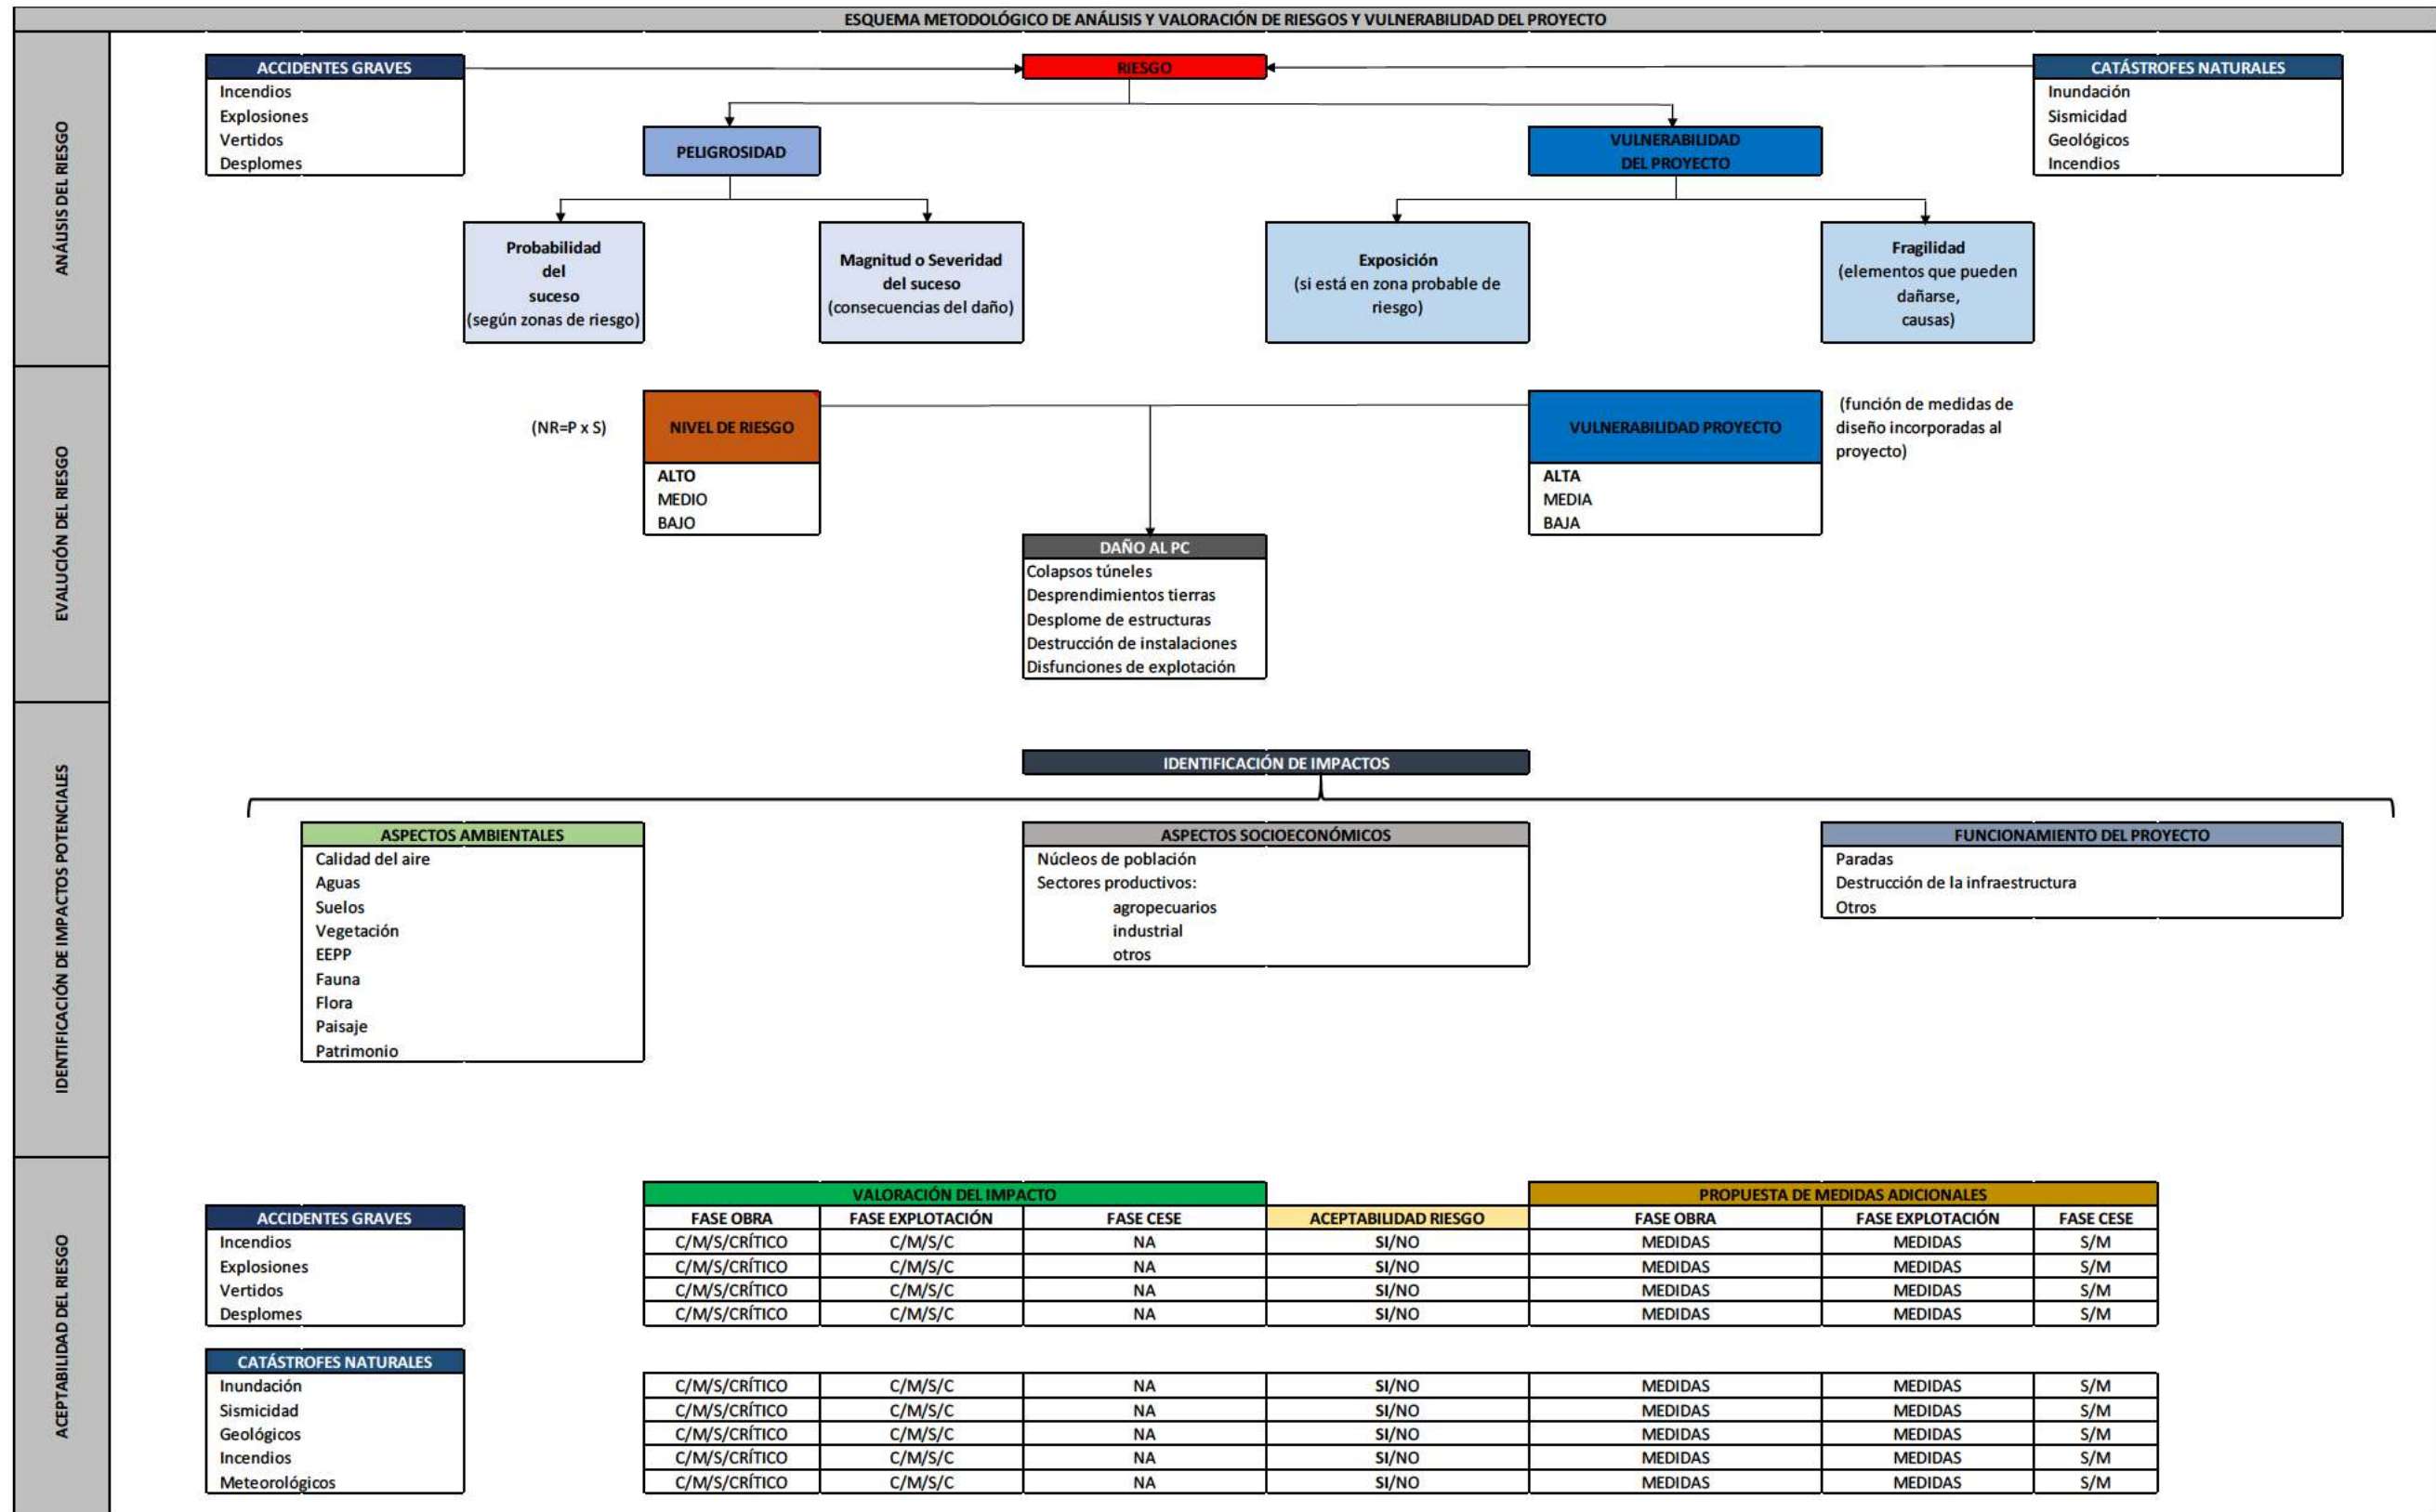 ESQUEMA METODOLÓGICO DE ANÁLISIS Y VALORACIÓN DE RIESGOS Y VULNERABILIDAD DEL PROYECTO
ANÁLISIS DEL RIESGO
ACCIDENTES GRAVES
Incendios
Explosiones
Vertidos
Desplomes
RIESGO
CATÁSTROFES NATURALES
Inundación
Sismicidad
Geológicos
Incendios
PELIGROSIDAD
VULNERABILIDAD
DEL PROYECTO
Probabilidad
del
suceso
(según zonas de riesgo)
Magnitud o Severidad
del suceso
(consecuencias del daño)
Exposición
(si está en zona probable de
riesgo)
Fragilidad
(elementos que pueden
dañarse,
causas)
EVALUCIÓN DEL RIESGO
(NR=P x S)
NIVEL DE RIESGO
ALTO
MEDIO
BAJO
VULNERABILIDAD PROYECTO
ALTA
MEDIA
BAJA
(función de medidas de
diseño incorporadas al
proyecto)
DAÑO AL PC
Colapsos túneles
Desprendimientos tierras
Desplome de estructuras
Destrucción de instalaciones
Disfunciones de explotación
IDENTIFICACIÓN DE IMPACTOS POTENCIALES
IDENTIFICACIÓN DE IMPACTOS
ASPECTOS AMBIENTALES
Calidad del aire
Aguas
Suelos
Vegetación
EEPP
Fauna
Flora
Paisaje
Patrimonio
ASPECTOS SOCIOECONÓMICOS
Núcleos de población
Sectores productivos:
agropecuarios
industrial
otros
FUNCIONAMIENTO DEL PROYECTO
Paradas
Destrucción de la infraestructura
Otros
ACEPTABILIDAD DEL RIESGO
VALORACIÓN DEL IMPACTO PROPUESTA DE MEDIDAS ADICIONALES
ACCIDENTES GRAVES FASE OBRA FASE EXPLOTACIÓN FASE CESE ACEPTABILIDAD RIESGO FASE OBRA FASE EXPLOTACIÓN FASE CESE
Incendios C/M/S/CRÍTICO C/M/S/C NA SI/NO MEDIDAS MEDIDAS S/M
Explosiones C/M/S/CRÍTICO C/M/S/C NA SI/NO MEDIDAS MEDIDAS S/M
Vertidos C/M/S/CRÍTICO C/M/S/C NA SI/NO MEDIDAS MEDIDAS S/M
Desplomes C/M/S/CRÍTICO C/M/S/C NA SI/NO MEDIDAS MEDIDAS S/M
CATÁSTROFES NATURALES
Inundación C/M/S/CRÍTICO C/M/S/C NA SI/NO MEDIDAS MEDIDAS S/M
Sismicidad C/M/S/CRÍTICO C/M/S/C NA SI/NO MEDIDAS MEDIDAS S/M
Geológicos C/M/S/CRÍTICO C/M/S/C NA SI/NO MEDIDAS MEDIDAS S/M
Incendios C/M/S/CRÍTICO C/M/S/C NA SI/NO MEDIDAS MEDIDAS S/M
Meteorológicos C/M/S/CRÍTICO C/M/S/C NA SI/NO MEDIDAS MEDIDAS S/M